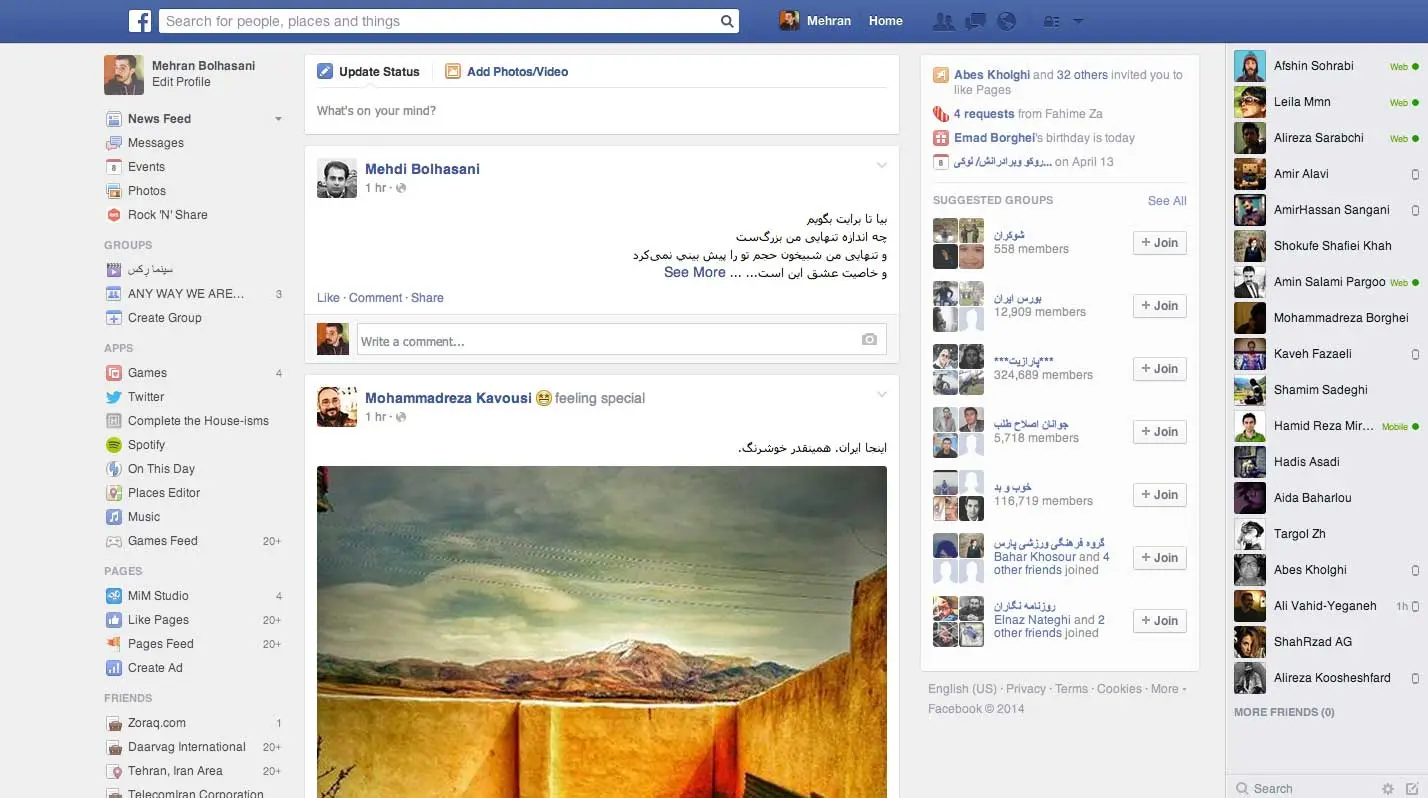 Search for people, places and things
Mehran
Home
Mehran Bolhasani
Edit Profile
News Feed
Messages
8
Events
Photos
Rock 'N' Share
GROUPS
سینما رکس
ANY WAY WE ARE... 3
Create Group
APPS
Games 4
Twitter
Complete the House-isms
Spotify
On This Day
Places Editor
Music
Games Feed 20+
PAGES
MiM Studio 4
Like Pages 20+
Pages Feed 20+
Create Ad
FRIENDS
Zoraq.com 1
Daarvag International 20+
Tehran, Iran Area 20+
TelecomIran Corporation
Update Status
Add Photos/Video
What's on your mind?
Mehdi Bolhasani
1 hr ·
بیا تا برایت بگویم
چه اندازه تنهایی من بزرگ‌ست
و تنهایی من شبیخون حجم تو را پیش بیني نمی‌کرد
و خاصیت عشق این است... ... See More
Like · Comment · Share
Write a comment...
Mohammadreza Kavousi feeling special
1 hr ·
اینجا ایران. همینقدر خوشرنگ.
Abes Kholghi and 32 others invited you to
like Pages
4 requests from Fahime Za
Emad Borghei's birthday is today
8
روکو وبرادرانش/ لوکی... on April 13
SUGGESTED GROUPS
See All
شوکران
558 members
+ Join
بورس ایران
12,909 members
+ Join
***پارازیت***
324,689 members
+ Join
جوانان اصلاح طلب
5,718 members
+ Join
خوب و بد
116,719 members
+ Join
گروه فرهنگی ورزشی پارس
Bahar Khosour and 4
other friends joined
+ Join
روزنامه نگاران
Elnaz Nateghi and 2
other friends joined
+ Join
English (US) · Privacy · Terms · Cookies · More
Facebook © 2014
Afshin Sohrabi Web
Leila Mmn Web
Alireza Sarabchi Web
Amir Alavi
AmirHassan Sangani
Shokufe Shafiei Khah
Amin Salami Pargoo Web
Mohammadreza Borghei
Kaveh Fazaeli
Shamim Sadeghi
Hamid Reza Mir... Mobile
Hadis Asadi
Aida Baharlou
Targol Zh
Abes Kholghi
Ali Vahid-Yeganeh 1h
ShahRzad AG
Alireza Koosheshfard
MORE FRIENDS (0)
Search